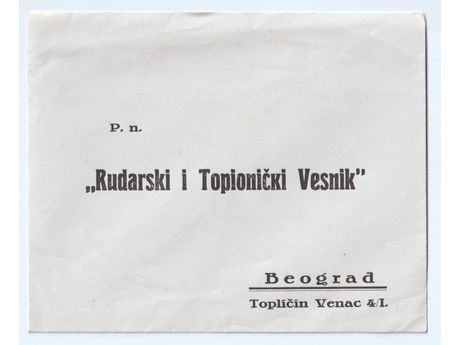 P. n.
„Rudarski i Topionički Vesnik”
Beograd
Topličin Venac 4/I.